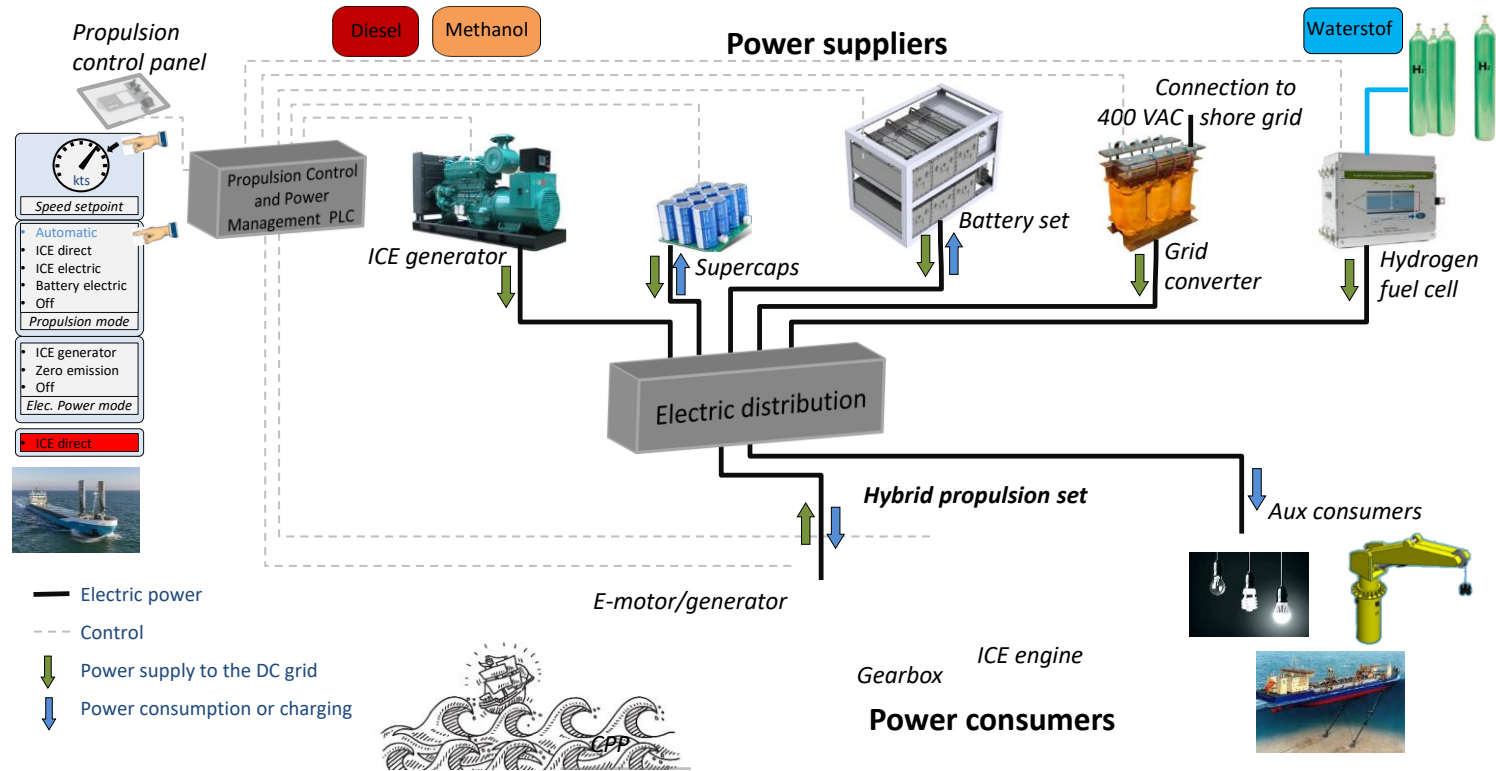 Diesel
Methanol
Power suppliers
Waterstof
Propulsion
control panel
H₂
H₂
Connection to
400 VAC shore grid
kts
Speed setpoint
Propulsion Control
and Power
Management PLC
• Automatic
• ICE direct
• ICE electric
• Battery electric
• Off
Propulsion mode
ICE generator
Supercaps
Battery set
Grid
converter
Hydrogen
fuel cell
• ICE generator
• Zero emission
• Off
Elec. Power mode
Electric distribution
• ICE direct
Hybrid propulsion set
Aux consumers
Electric power
E-motor/generator
Control
Power supply to the DC grid
ICE engine
Gearbox
Power consumption or charging
Power consumers
CPP